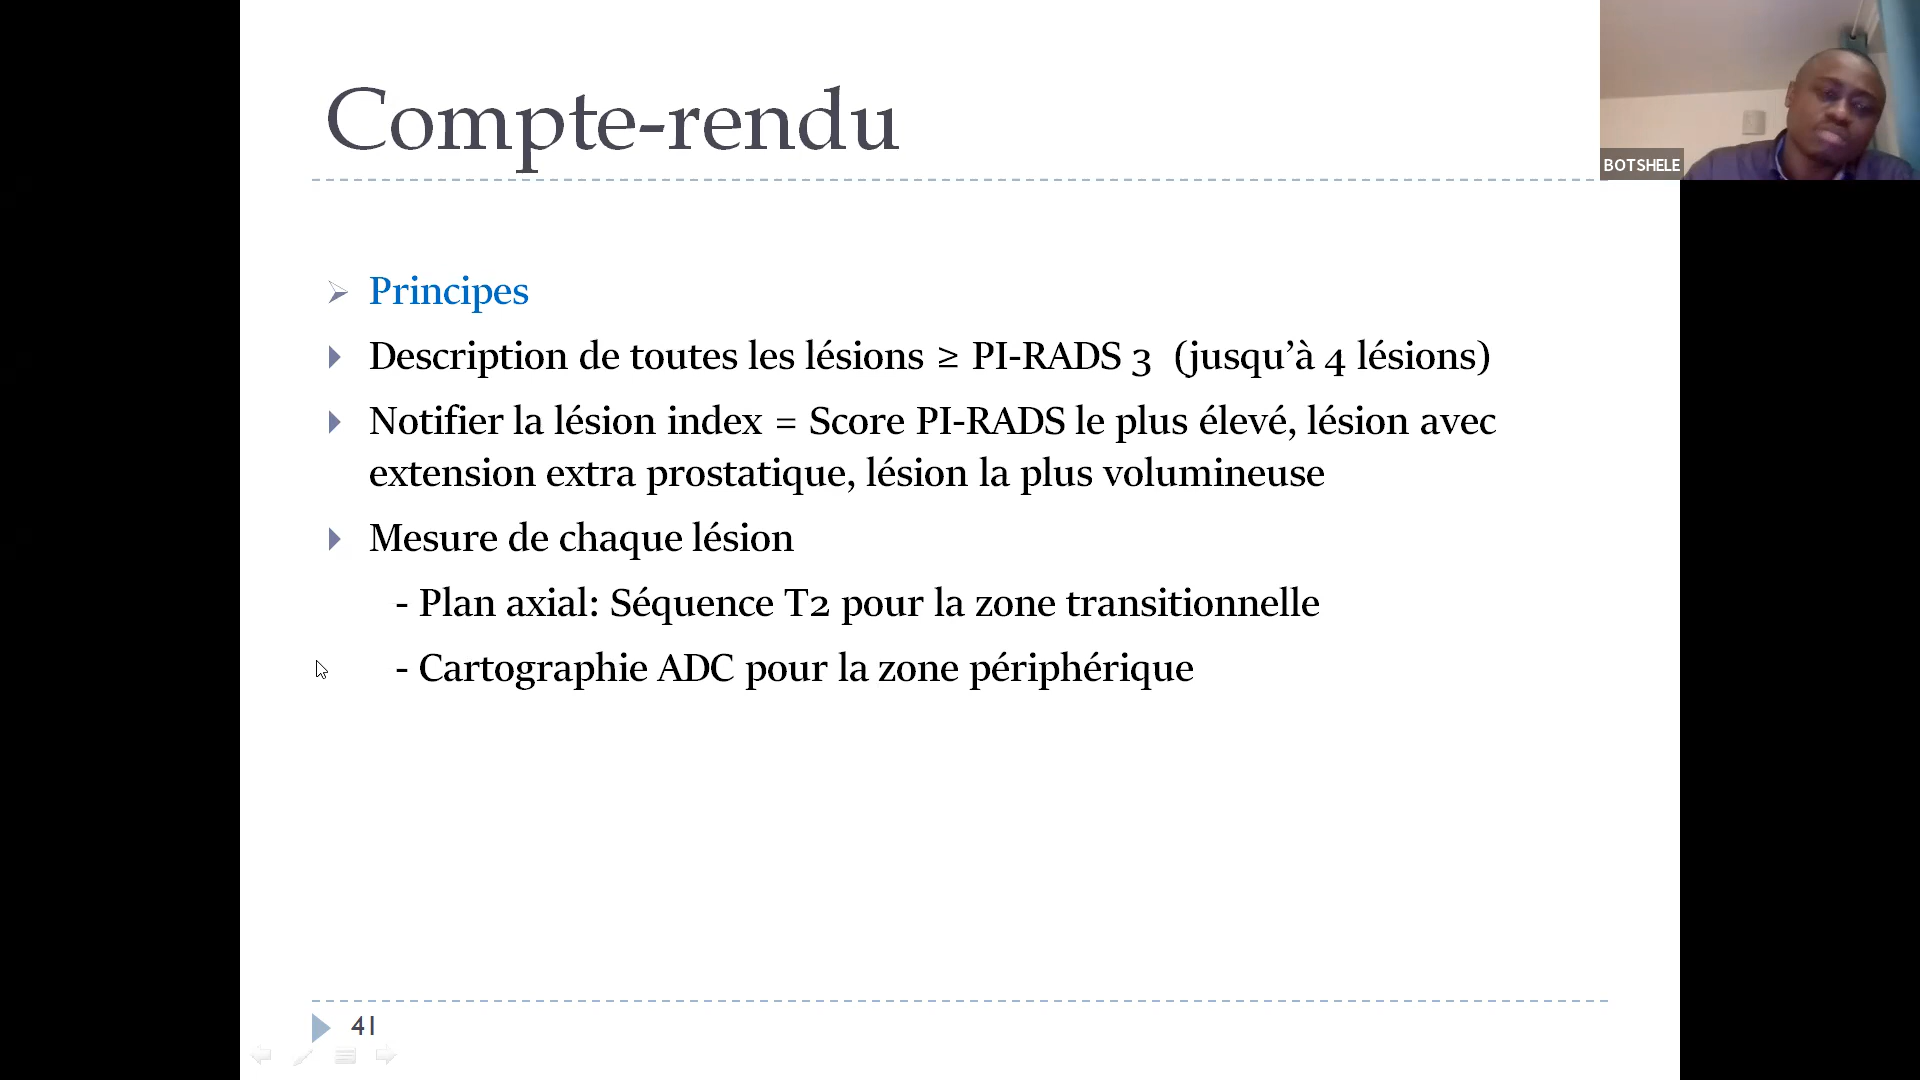 Compte-rendu
BOTSHELE
Principes
Description de toutes les lésions ≥ PI-RADS 3 (jusqu’à 4 lésions)
Notifier la lésion index = Score PI-RADS le plus élevé, lésion avec
extension extra prostatique, lésion la plus volumineuse
Mesure de chaque lésion
- Plan axial: Séquence T2 pour la zone transitionnelle
- Cartographie ADC pour la zone périphérique
41